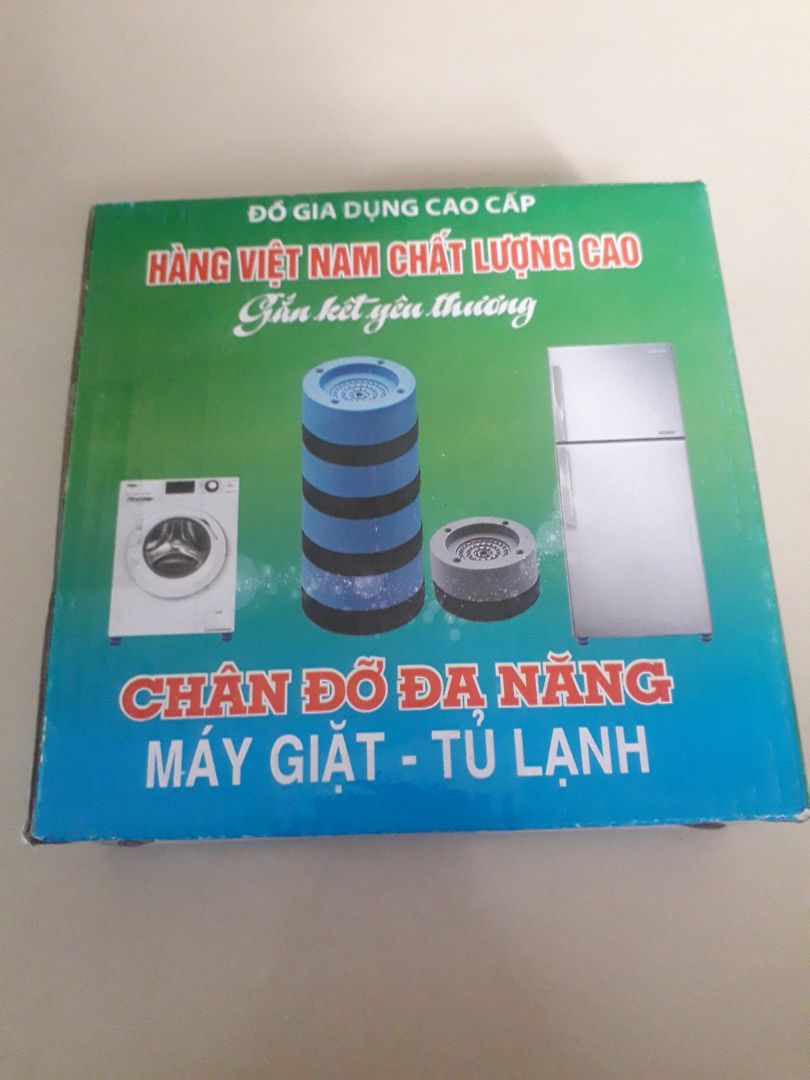 ĐỒ GIA DỤNG CAO CẤP
HÀNG VIỆT NAM CHẤT LƯỢNG CAO
Gắn kết yêu thương
CHÂN ĐỠ ĐA NĂNG
MÁY GIẶT - TỦ LẠNH